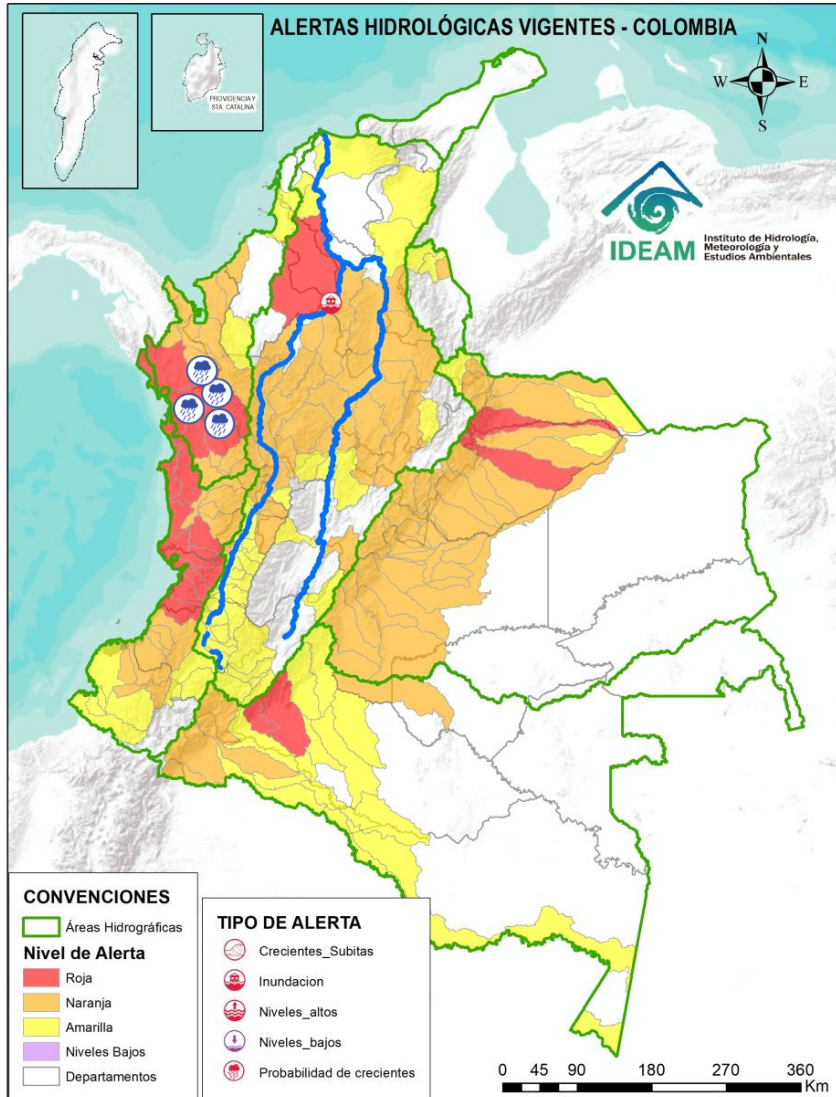 ALERTAS HIDROLÓGICAS VIGENTES - COLOMBIA
PROVIDENCIA Y
STA. CATALINA
N
W
E
S
IDEAM
Instituto de Hidrología,
Meteorología y
Estudios Ambientales
CONVENCIONES
Áreas Hidrográficas
Nivel de Alerta
Roja
Naranja
Amarilla
Niveles Bajos
Departamentos
TIPO DE ALERTA
Crecientes_Subitas
Inundacion
Niveles_altos
Niveles_bajos
Probabilidad de crecientes
0 45 90 180 270 360
Km